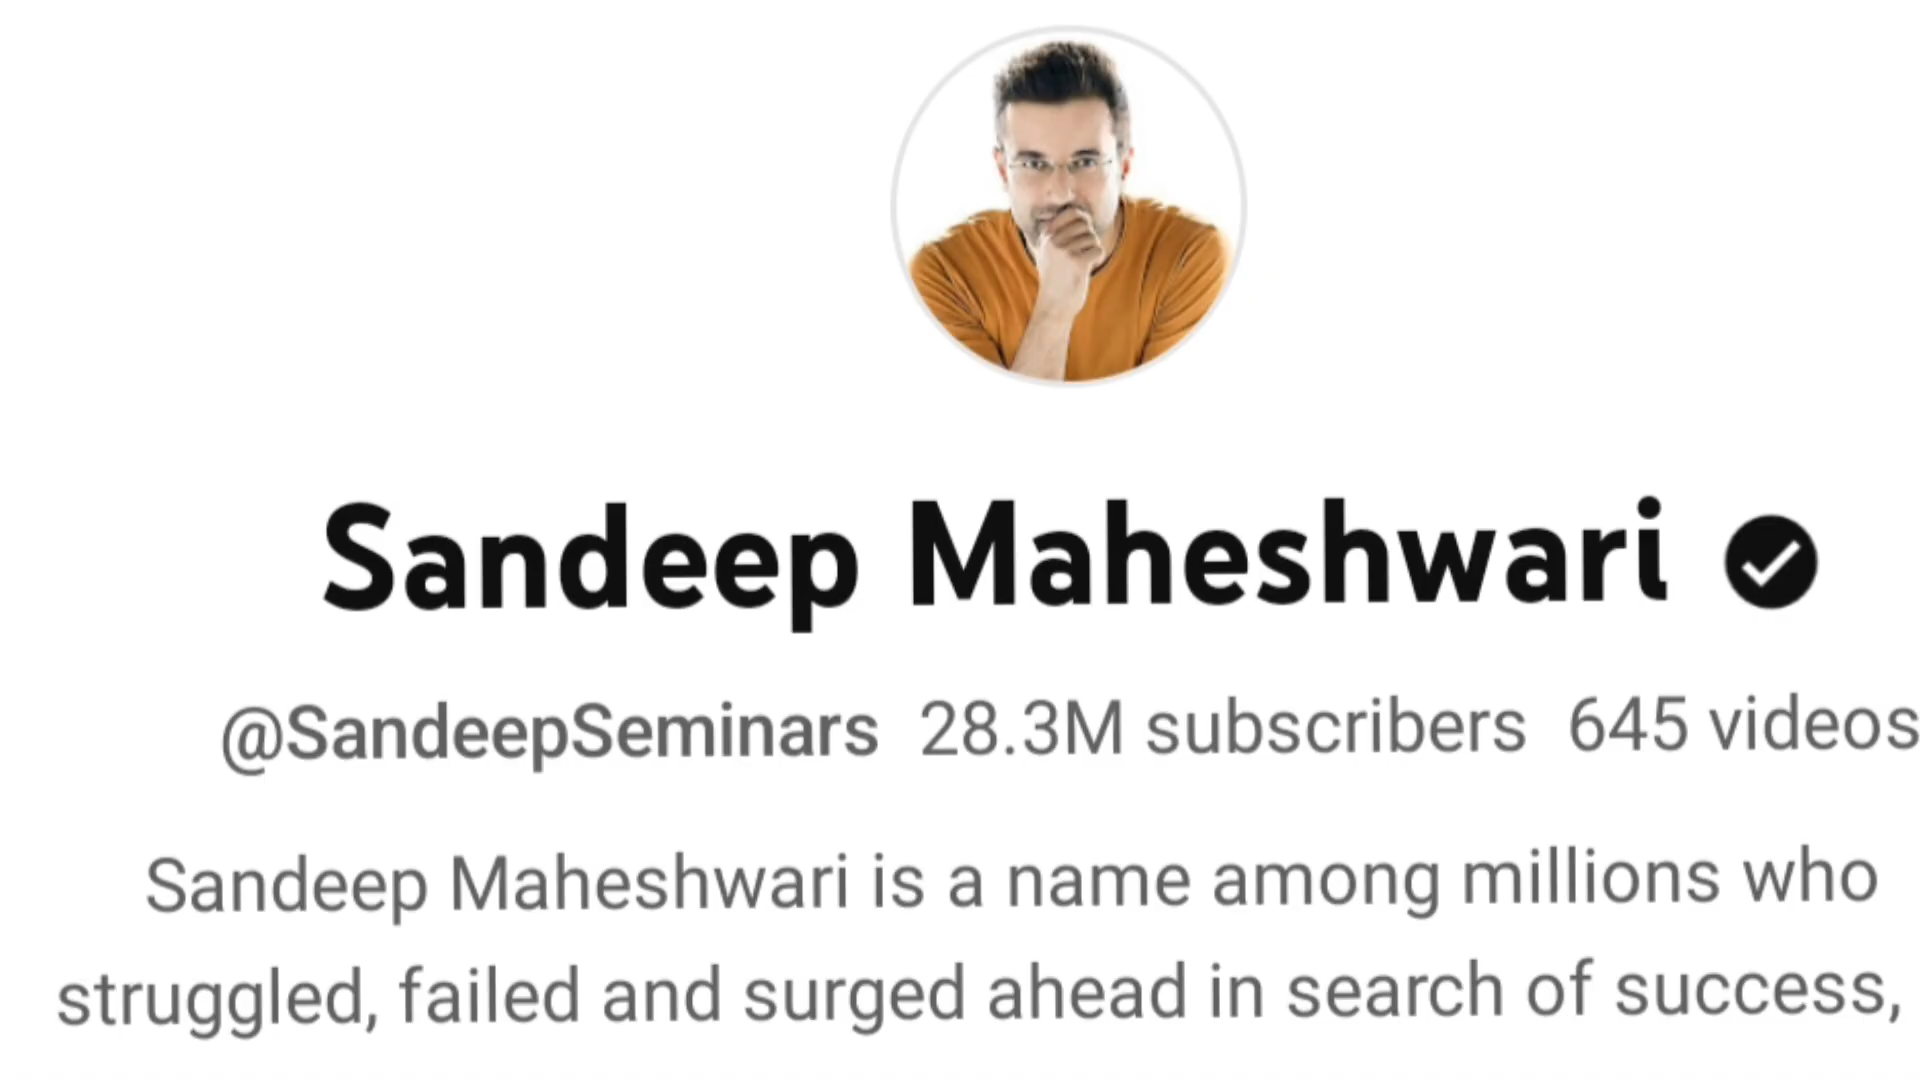 Sandeep Maheshwari
@SandeepSeminars 28.3M subscribers 645 videos
Sandeep Maheshwari is a name among millions who
struggled, failed and surged ahead in search of success,